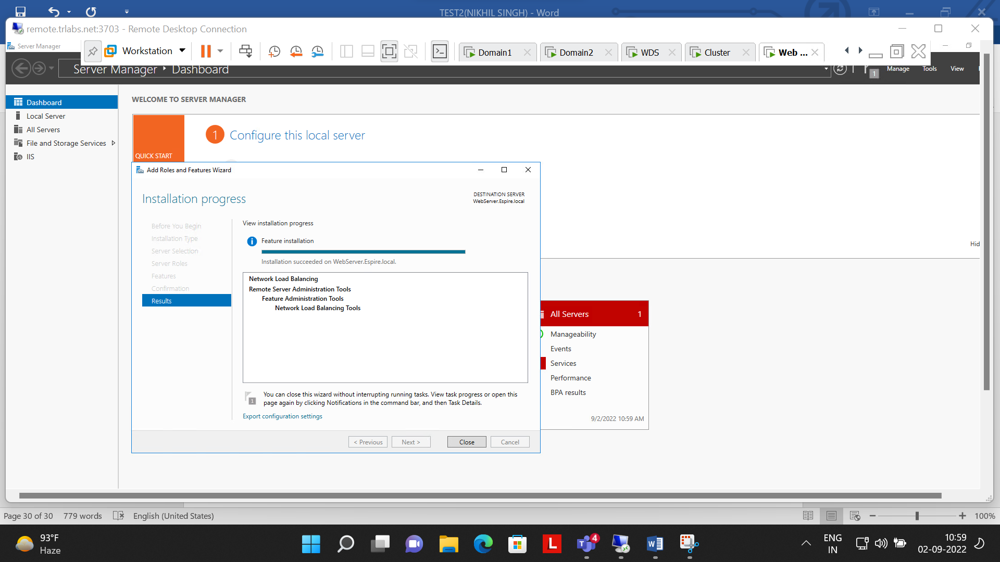 TEST2(NIKHIL SINGH) - Word
remote.trlabs.net:3703 - Remote Desktop Connection
Server Manager
Workstation
Domain1
Domain2
WDS
Cluster
Web ...
Server Manager
Dashboard
1
Manage
Tools
View
Dashboard
Local Server
All Servers
File and Storage Services
IIS
WELCOME TO SERVER MANAGER
QUICK START
1
Configure this local server
Hid
Add Roles and Features Wizard
Installation progress
DESTINATION SERVER
WebServer.Espire.local
Before You Begin
Installation Type
Server Selection
Server Roles
Features
Confirmation
Results
View installation progress
Feature installation
Installation succeeded on WebServer.Espire.local.
Network Load Balancing
Remote Server Administration Tools
Feature Administration Tools
Network Load Balancing Tools
1
You can close this wizard without interrupting running tasks. View task progress or open this
page again by clicking Notifications in the command bar, and then Task Details.
Export configuration settings
< Previous
Next >
Close
Cancel
All Servers 1
Manageability
Events
Services
Performance
BPA results
9/2/2022 10:59 AM
Page 30 of 30
779 words
English (United States)
100%
93°F
Haze
L
T
4
W
ENG
IN
10:59
02-09-2022